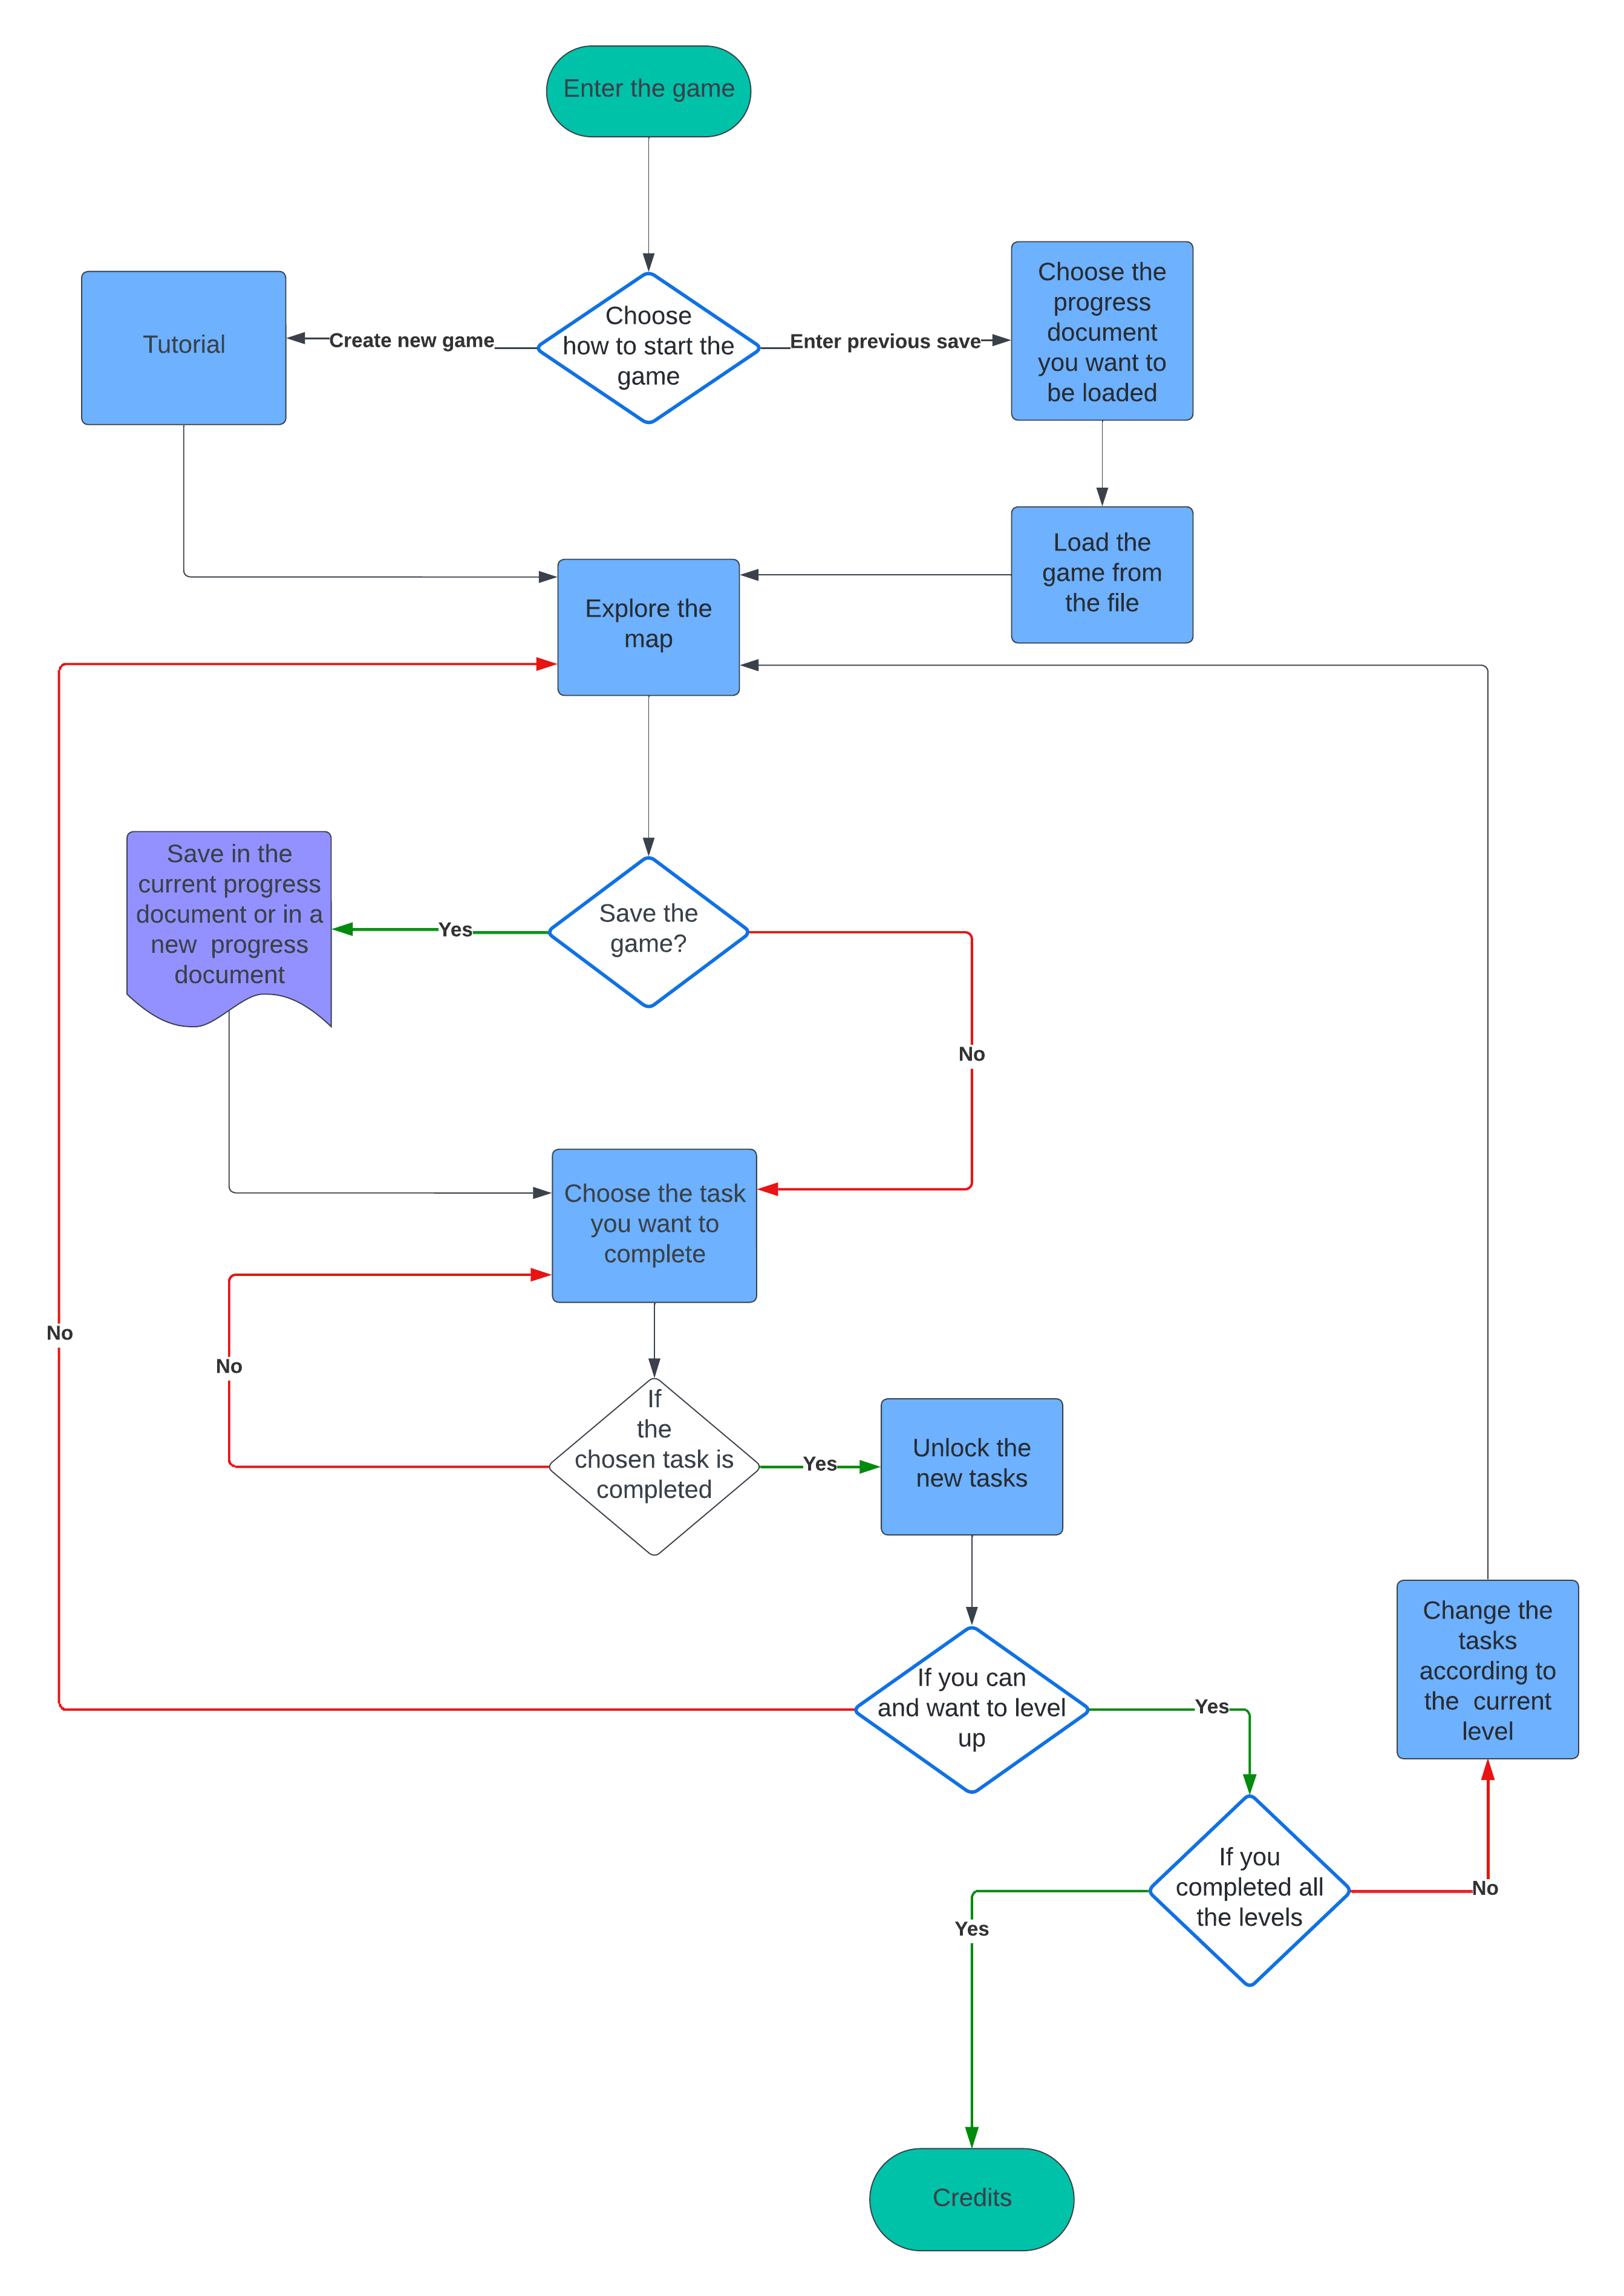 Enter the game
Choose
how to start the
game
Create new game
Enter previous save
Tutorial
Choose the
progress
document
you want to
be loaded
Load the
game from
the file
Explore the
map
Save the
game?
Yes
No
Save in the
current progress
document or in a
new  progress
document
Choose the task
you want to
complete
No
No
If
the
chosen task is
completed
Yes
Unlock the
new tasks
If you can
and want to level
up
Yes
Change the
tasks
according to
the  current
level
If you
completed all
the levels
No
Yes
Credits